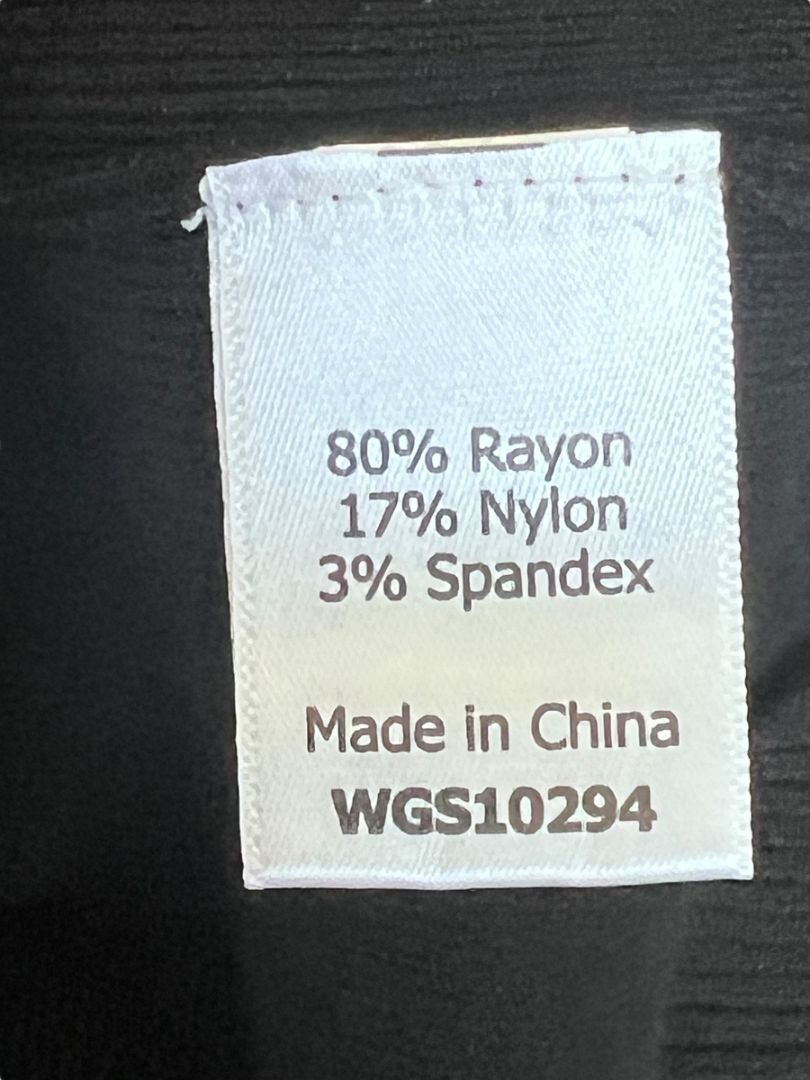 80% Rayon
17% Nylon
3% Spandex
Made in China
WGS10294